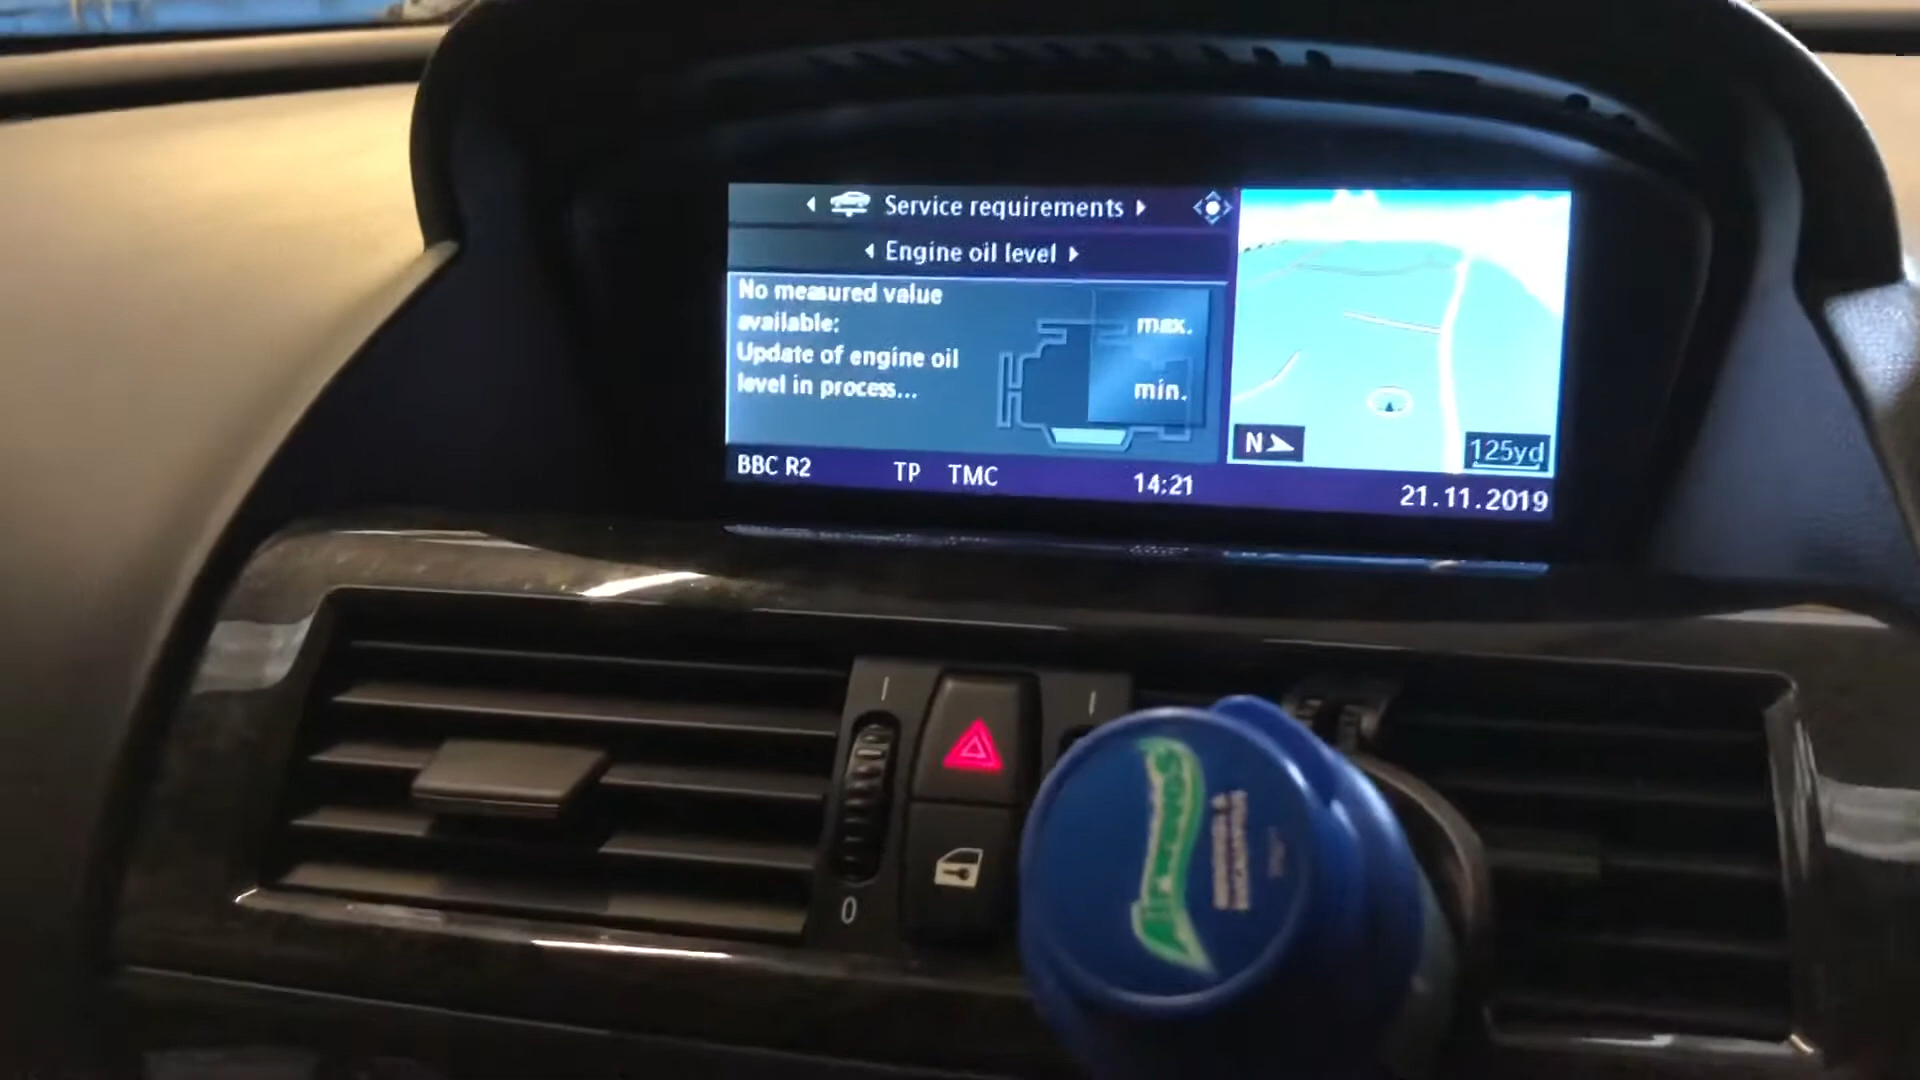 Service requirements
Engine oil level
No measured value
available:
Update of engine oil
level in process...
max.
min.
N
125yd
BBC R2 TP TMC 14:21 21.11.2019
0
Airwaves